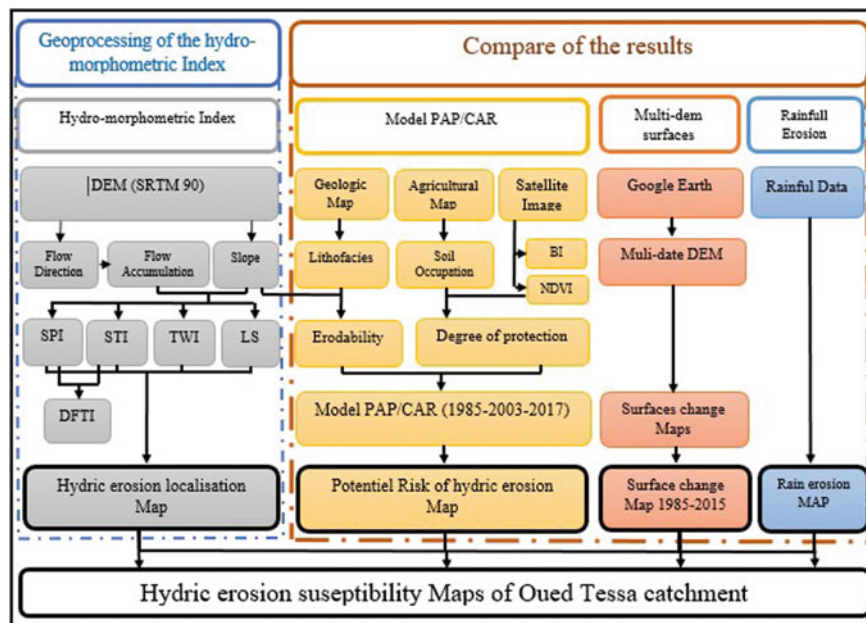 Geoprocessing of the hydro-
morphometric Index
Compare of the results
Hydro-morphometric Index
Model PAP/CAR
Multi-dem
surfaces
Rainfull
Erosion
DEM (SRTM 90)
Geologic
Map
Agricultural
Map
Satellite
Image
Google Earth
Rainful Data
Flow
Direction
Flow
Accumulation
Slope
Lithofacies
Soil
Occupation
BI
NDVI
Muli-date DEM
SPI
STI
TWI
LS
Erodability
Degree of protection
DFTI
Model PAP/CAR (1985-2003-2017)
Surfaces change
Maps
Hydric erosion localisation
Map
Potentiel Risk of hydric erosion
Map
Surface change
Map 1985-2015
Rain erosion
MAP
Hydric erosion suseptibility Maps of Oued Tessa catchment